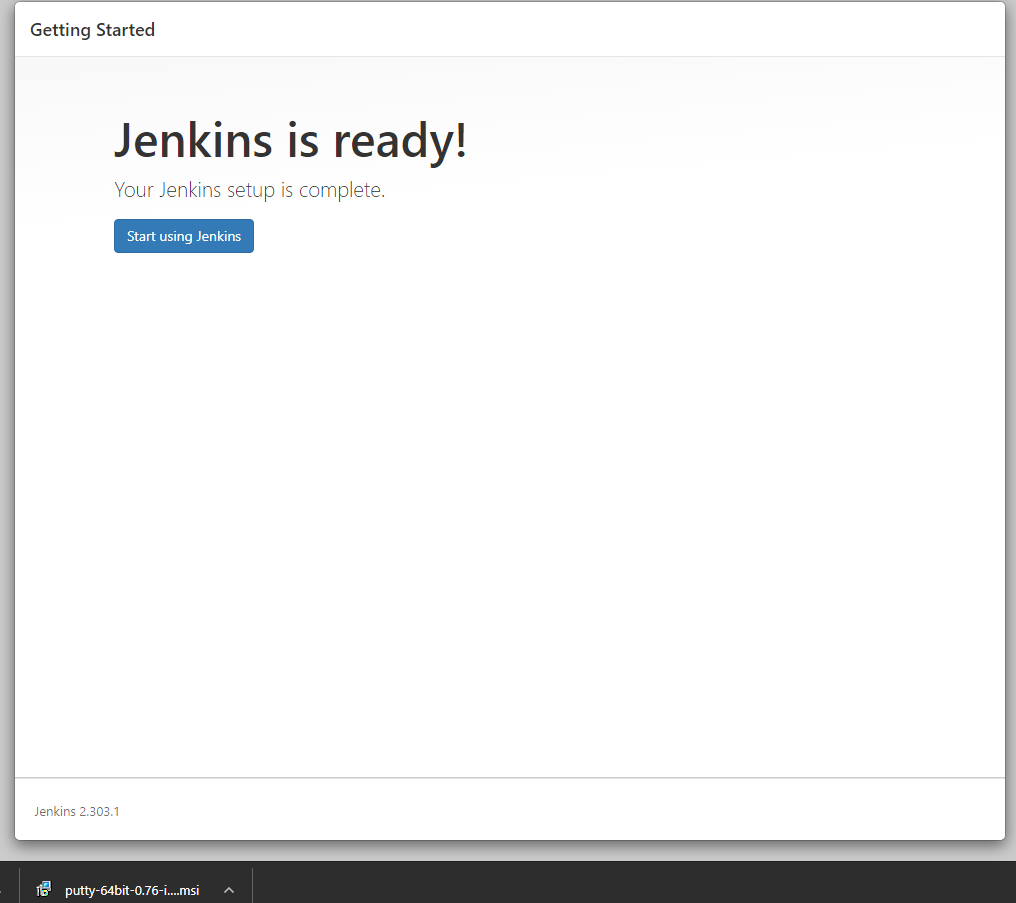 Getting Started
Jenkins is ready!
Your Jenkins setup is complete.
Start using Jenkins
Jenkins 2.303.1
putty-64bit-0.76-i....msi